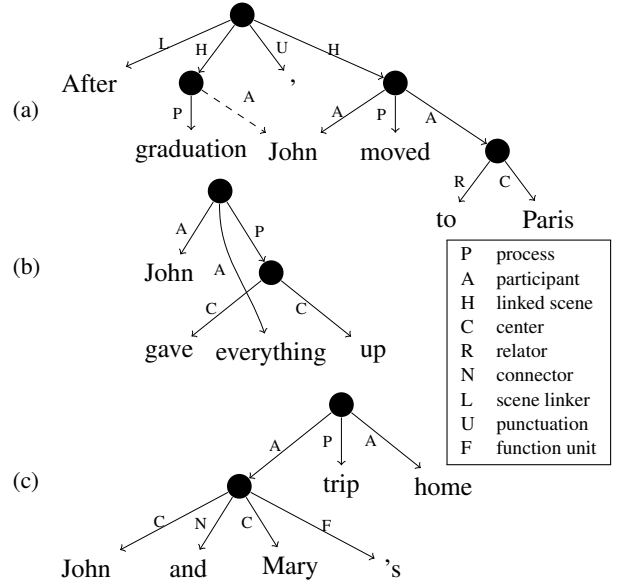 L H U H
After ,
(a) P A A P A
graduation John moved
R C
to Paris
A P
(b) John A
C C
gave everything up
P process
A participant
H linked scene
C center
R relator
N connector
L scene linker
U punctuation
F function unit
A P A
(c) trip home
C N C F
John and Mary 's